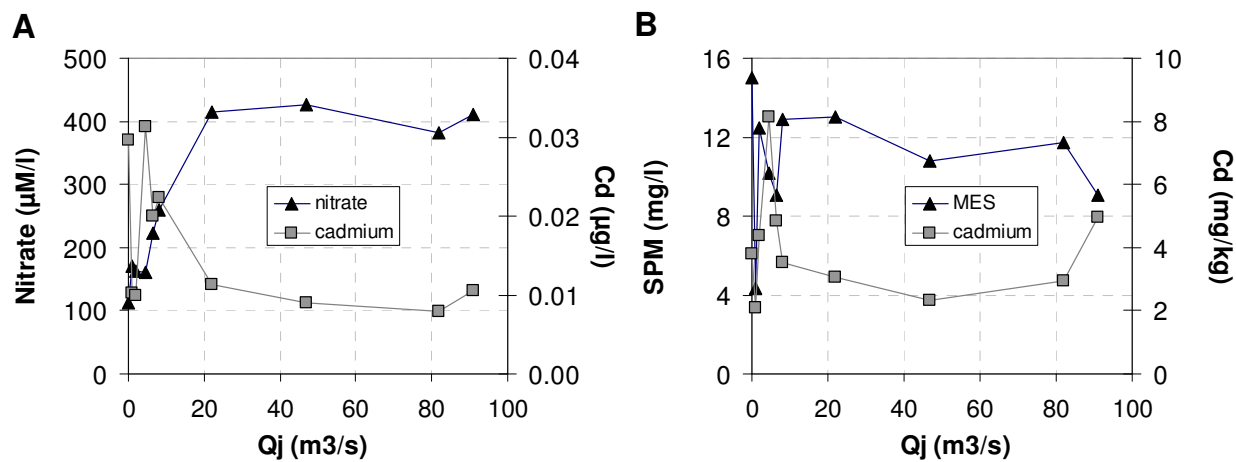 A
B
500
400
300
200
100
0
Nitrate (µM/l)
0.04
0.03
0.02
0.01
0.00
Cd (µg/l)
nitrate
cadmium
0 20 40 60 80 100
Qj (m3/s)
16
12
8
4
0
SPM (mg/l)
10
8
6
4
2
0
Cd (mg/kg)
MES
cadmium
0 20 40 60 80 100
Qj (m3/s)